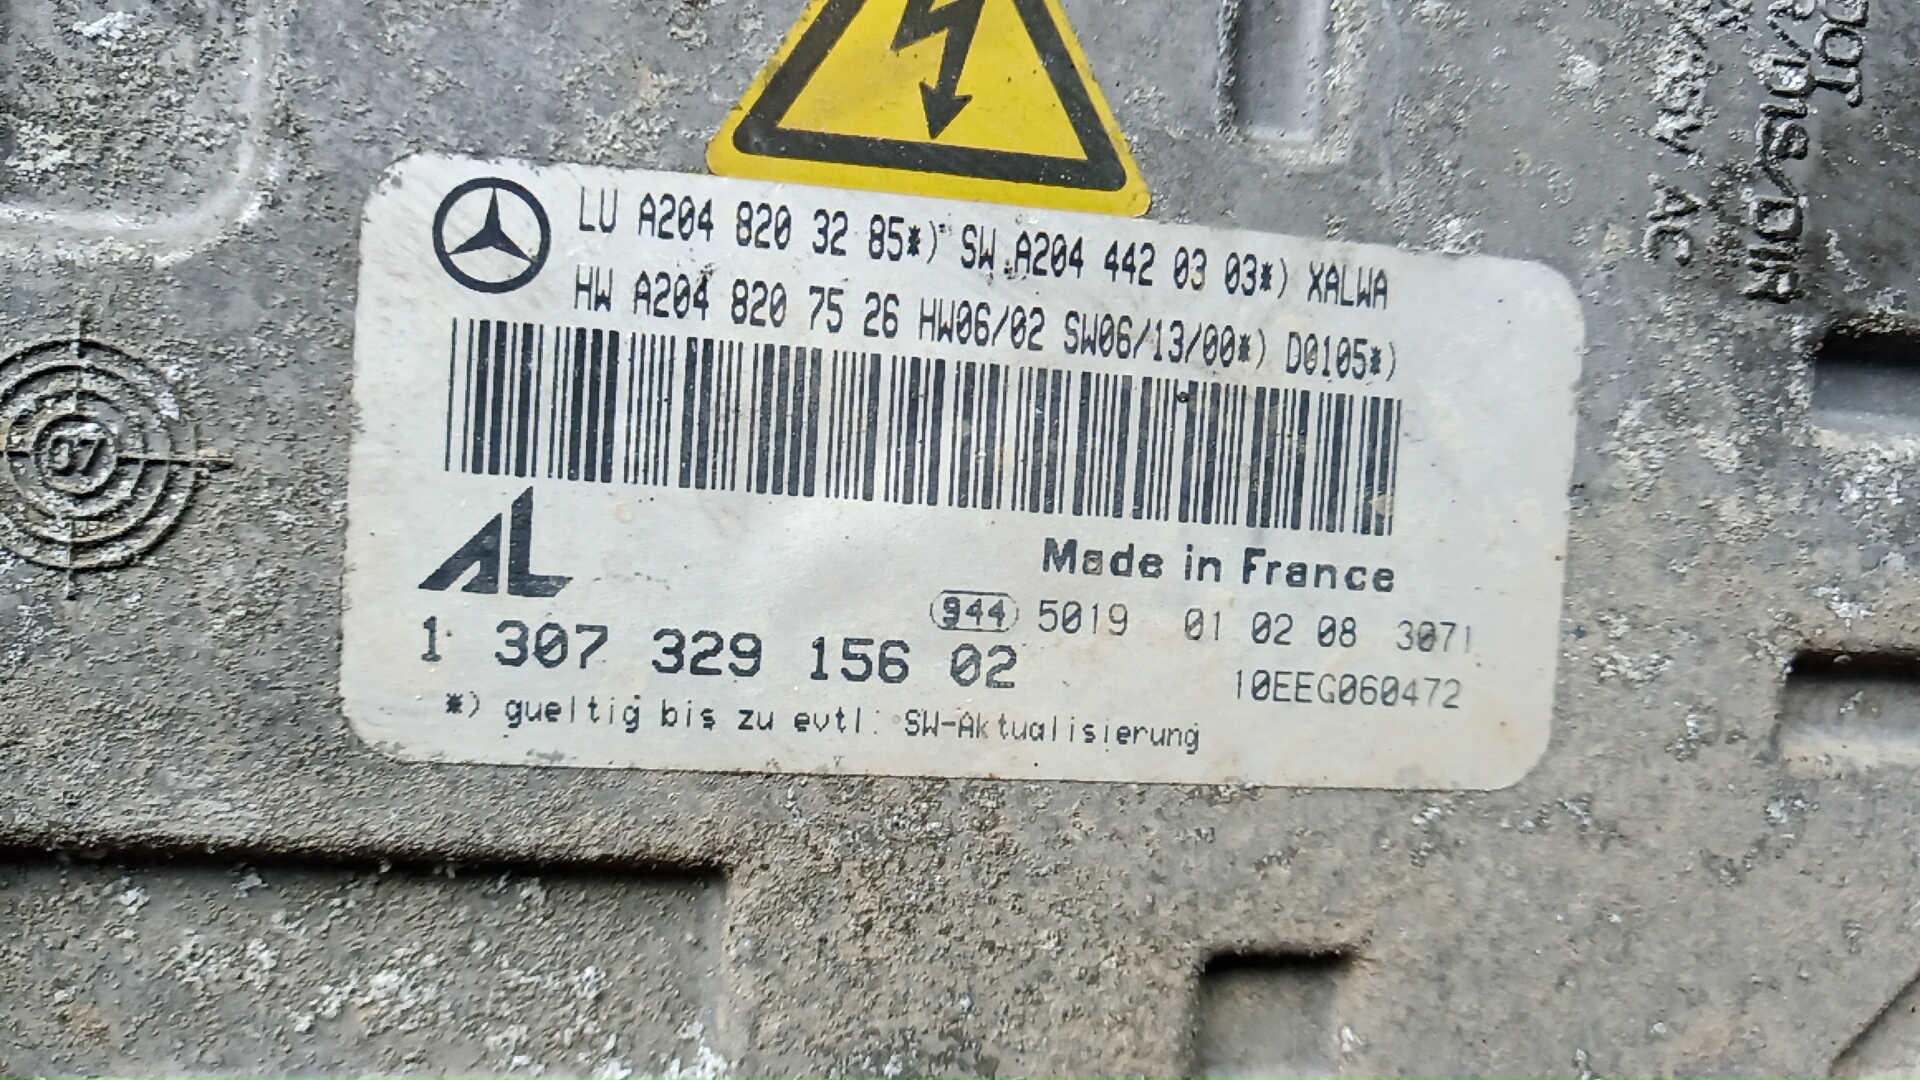 LU A204 820 32 85*) SW A204 442 03 03*) XALWA
HW A204 820 75 26 HW06/02 SW06/13/00*) D0105*)
AL
Made in France
944 5019 01 02 08 3071
1 307 329 156 02
10EEG060472
*) gueltig bis zu evtl. SW-Aktualisierung
07